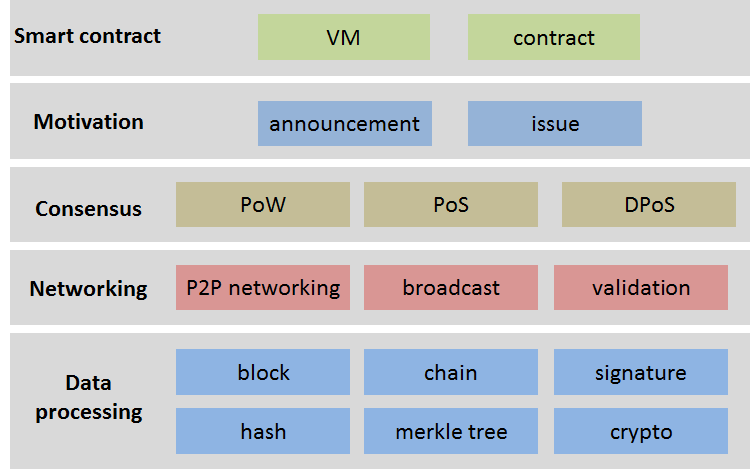 Smart contract
VM
contract
Motivation
announcement
issue
Consensus
PoW
PoS
DPoS
Networking
P2P networking
broadcast
validation
Data
processing
block
chain
signature
hash
merkle tree
crypto